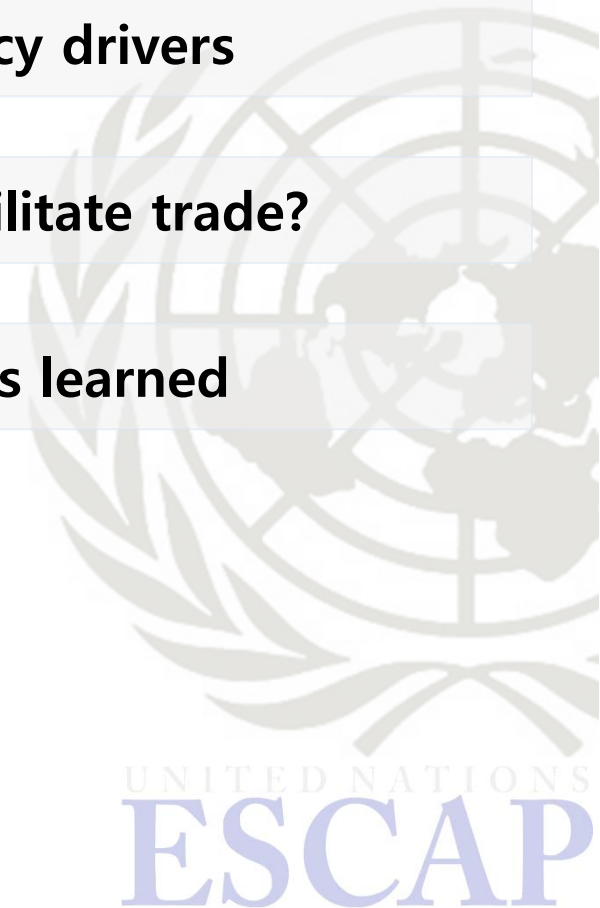 cy drivers
ilitate trade?
s learned
UNITED NATIONS
ESCAP